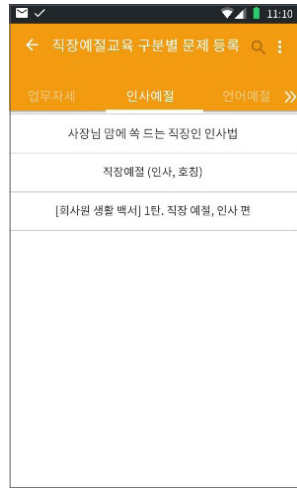 11:10
직장예절교육 구분별 문제 등록
업무자세 인사예절 언어예절
사장님 맘에 쏙 드는 직장인 인사법
직장예절 (인사, 호칭)
[회사원 생활 백서] 1탄. 직장 예절, 인사 편